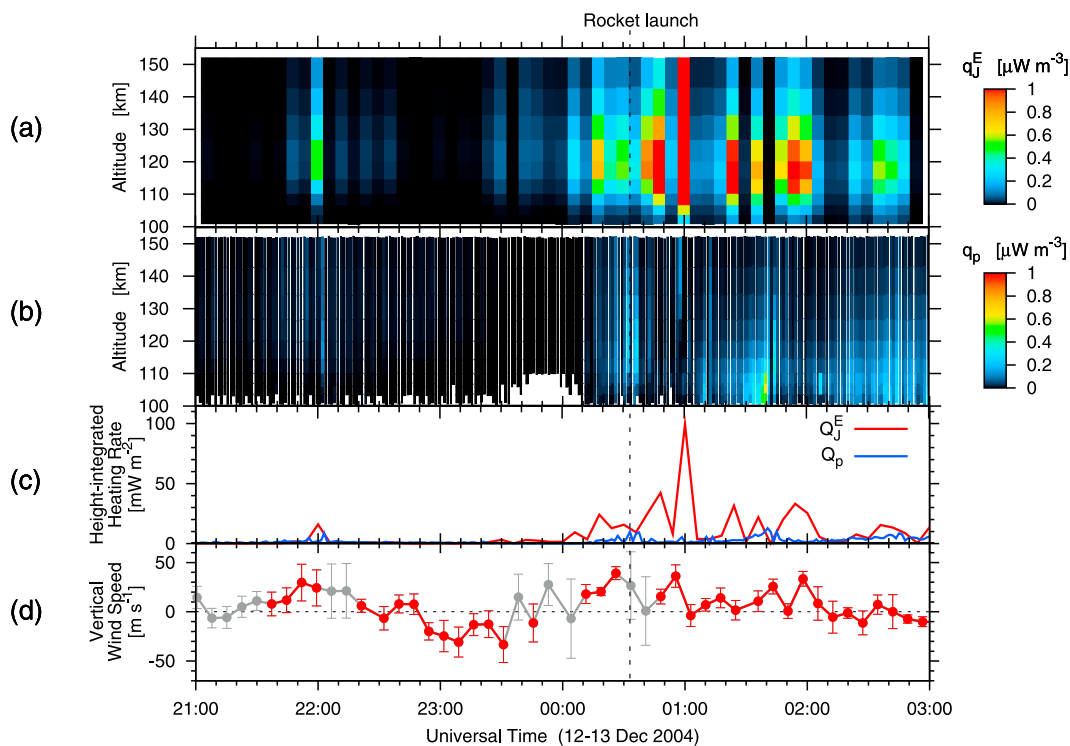 Rocket launch
(a)
Altitude [km]
150
140
130
120
110
100
q_J^E [μW m⁻³]
1
0.8
0.6
0.4
0.2
0
(b)
Altitude [km]
150
140
130
120
110
100
q_p [μW m⁻³]
1
0.8
0.6
0.4
0.2
0
(c)
Height-integrated
Heating Rate
[mW m⁻²]
100
50
0
Q_J^E
Q_p
(d)
Vertical
Wind Speed
[m s⁻¹]
50
0
-50
21:00 22:00 23:00 00:00 01:00 02:00 03:00
Universal Time (12-13 Dec 2004)